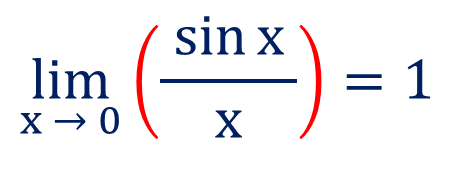 lim x → 0 (sin x / x) = 1